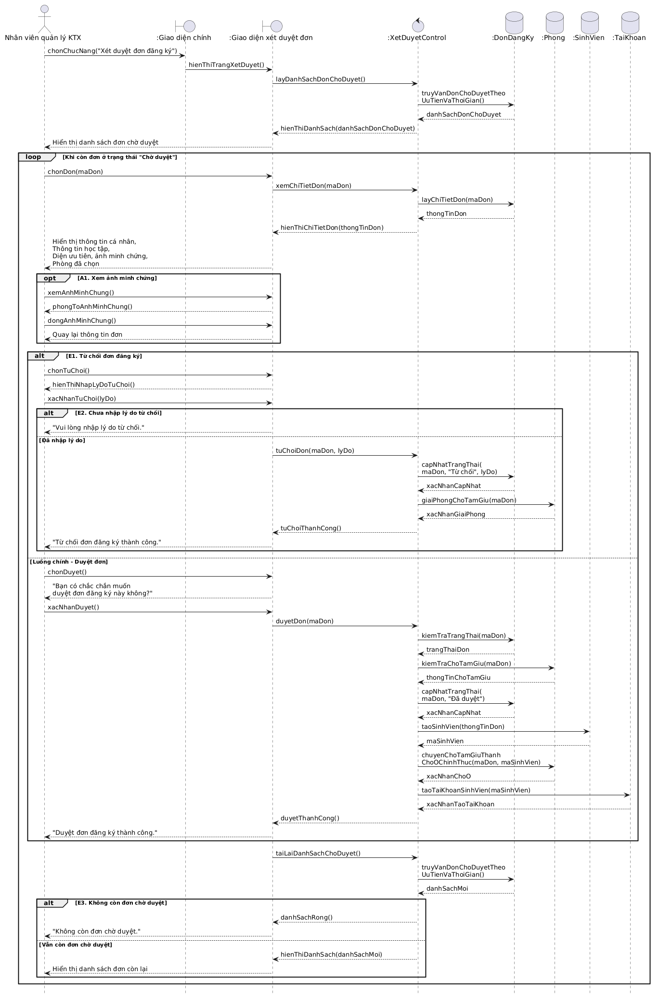 Nhân viên quản lý KTX
:Giao diện chính
:Giao diện xét duyệt đơn
:XetDuyetControl
:DonDangKy
:Phong
:SinhVien
:TaiKhoan
chonChucNang("Xét duyệt đơn đăng ký")
hienThiTrangXetDuyet()
layDanhSachDonChoDuyet()
truyVanDonChoDuyetTheo
UuTienVaThoiGian()
danhSachDonChoDuyet
hienThiDanhSach(danhSachDonChoDuyet)
Hiển thị danh sách đơn chờ duyệt
loop [Khi còn đơn ở trạng thái "Chờ duyệt"]
chonDon(maDon)
xemChiTietDon(maDon)
layChiTietDon(maDon)
thongTinDon
hienThiChiTietDon(thongTinDon)
Hiển thị thông tin cá nhân,
Thông tin học tập,
Diện ưu tiên, ảnh minh chứng,
Phòng đã chọn
opt [A1. Xem ảnh minh chứng]
xemAnhMinhChung()
phongToAnhMinhChung()
dongAnhMinhChung()
Quay lại thông tin đơn
alt [E1. Từ chối đơn đăng ký]
chonTuChoi()
hienThiNhapLyDoTuChoi()
xacNhanTuChoi(lyDo)
alt [E2. Chưa nhập lý do từ chối]
"Vui lòng nhập lý do từ chối."
[Đã nhập lý do]
tuChoiDon(maDon, lyDo)
capNhatTrangThai(
maDon, "Từ chối", lyDo)
xacNhanCapNhat
giaiPhongChoTamGiu(maDon)
xacNhanGiaiPhong
tuChoiThanhCong()
"Từ chối đơn đăng ký thành công."
[Luồng chính - Duyệt đơn]
chonDuyet()
"Bạn có chắc chắn muốn
duyệt đơn đăng ký này không?"
xacNhanDuyet()
duyetDon(maDon)
kiemTraTrangThai(maDon)
trangThaiDon
kiemTraChoTamGiu(maDon)
thongTinChoTamGiu
capNhatTrangThai(
maDon, "Đã duyệt")
xacNhanCapNhat
taoSinhVien(thongTinDon)
maSinhVien
chuyenChoTamGiuThanh
ChoOChinhThuc(maDon, maSinhVien)
xacNhanChoO
taoTaiKhoanSinhVien(maSinhVien)
xacNhanTaoTaiKhoan
duyetThanhCong()
"Duyệt đơn đăng ký thành công."
taiLaiDanhSachChoDuyet()
truyVanDonChoDuyetTheo
UuTienVaThoiGian()
danhSachMoi
alt [E3. Không còn đơn chờ duyệt]
danhSachRong()
"Không còn đơn chờ duyệt."
[Vẫn còn đơn chờ duyệt]
hienThiDanhSach(danhSachMoi)
Hiển thị danh sách đơn còn lại